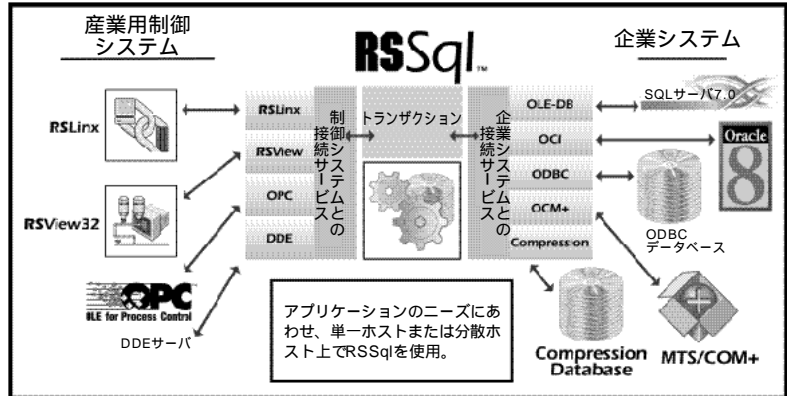 産業用制御
システム
RSSql™
企業システム
RSLinx
RSView32
OPC
OLE for Process Control
DDEサーバ
RSLinx
RSView
OPC
DDE
制御システムとの
接続サービス
トランザクション
企業システムとの
接続サービス
OLE-DB
OCI
ODBC
OCM+
Compression
SQLサーバ7.0
Oracle
8
ODBC
データベース
アプリケーションのニーズにあ
わせ、単一ホストまたは分散ホ
スト上でRSSqlを使用。
Compression
Database
MTS/COM+